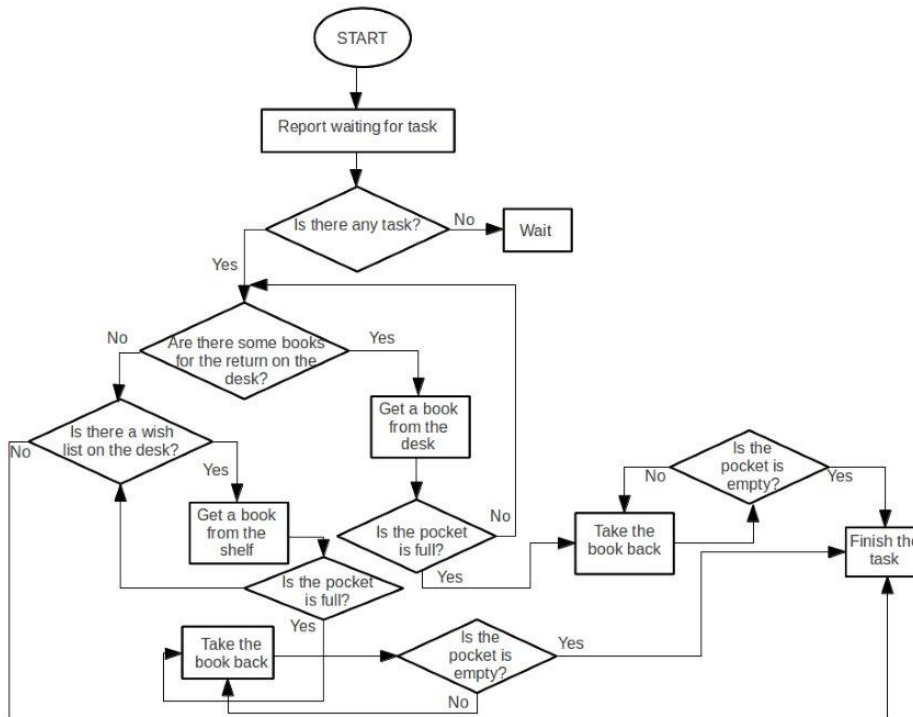 START
Report waiting for task
Is there any task?
No
Wait
Yes
Are there some books
for the return on the
desk?
No
Yes
Get a book
from the
desk
Is there a wish
list on the desk?
No
Yes
Get a book
from the
shelf
Is the pocket
is full?
No
Yes
Is the
pocket is
empty?
No
Yes
Take the
book back
Finish the
task
Is the pocket
is full?
Yes
Take the
book back
Is the
pocket is
empty?
Yes
No